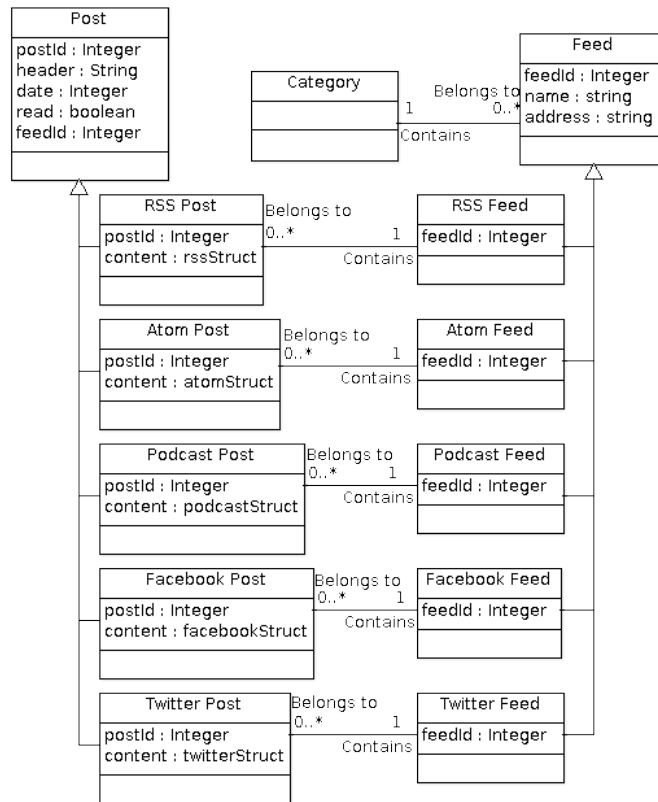 Post
postId : Integer
header : String
date : Integer
read : boolean
feedId : Integer
Category
1
Contains
Belongs to
0..*
Feed
feedId : Integer
name : string
address : string
RSS Post
postId : Integer
content : rssStruct
Belongs to
0..*
1
Contains
RSS Feed
feedId : Integer
Atom Post
postId : Integer
content : atomStruct
Belongs to
0..*
1
Contains
Atom Feed
feedId : Integer
Podcast Post
postId : Integer
content : podcastStruct
Belongs to
0..*
1
Contains
Podcast Feed
feedId : Integer
Facebook Post
postId : Integer
content : facebookStruct
Belongs to
0..*
1
Contains
Facebook Feed
feedId : Integer
Twitter Post
postId : Integer
content : twitterStruct
Belongs to
0..*
1
Contains
Twitter Feed
feedId : Integer